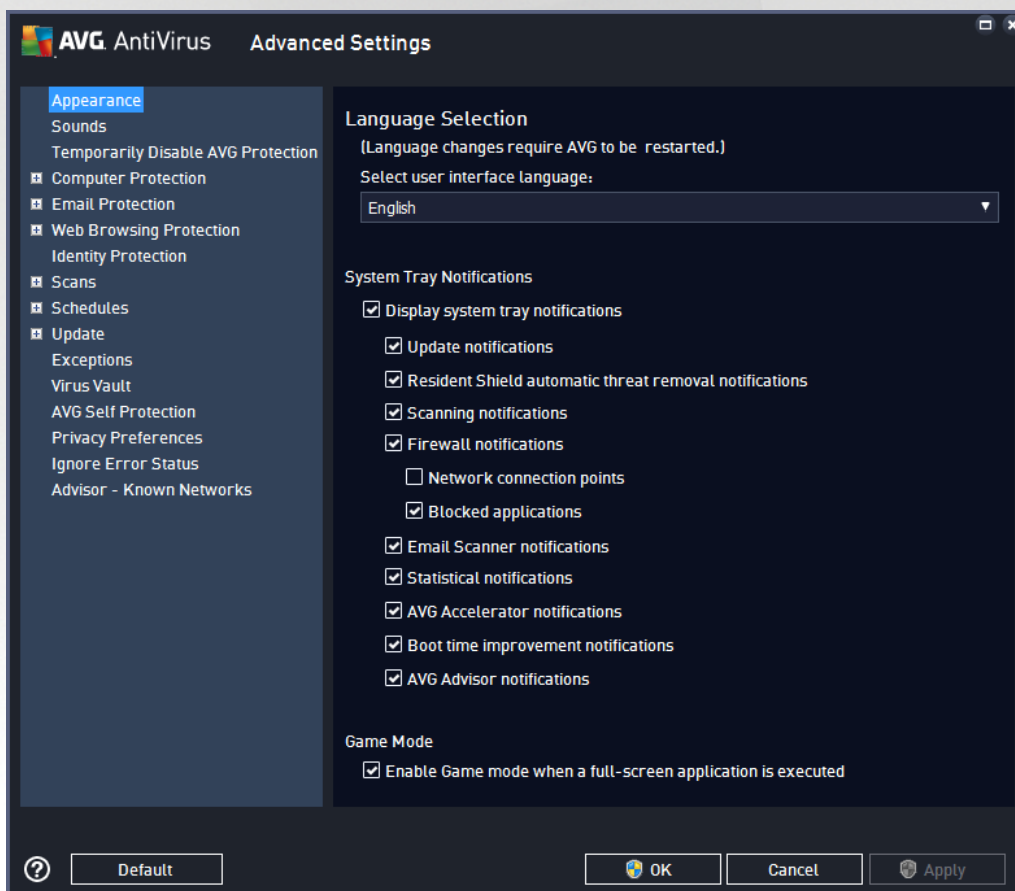 AVG. AntiVirus Advanced Settings
Appearance
Sounds
Temporarily Disable AVG Protection
Computer Protection
Email Protection
Web Browsing Protection
Identity Protection
Scans
Schedules
Update
Exceptions
Virus Vault
AVG Self Protection
Privacy Preferences
Ignore Error Status
Advisor - Known Networks
Language Selection
(Language changes require AVG to be restarted.)
Select user interface language:
English
System Tray Notifications
Display system tray notifications
Update notifications
Resident Shield automatic threat removal notifications
Scanning notifications
Firewall notifications
Network connection points
Blocked applications
Email Scanner notifications
Statistical notifications
AVG Accelerator notifications
Boot time improvement notifications
AVG Advisor notifications
Game Mode
Enable Game mode when a full-screen application is executed
? Default OK Cancel Apply